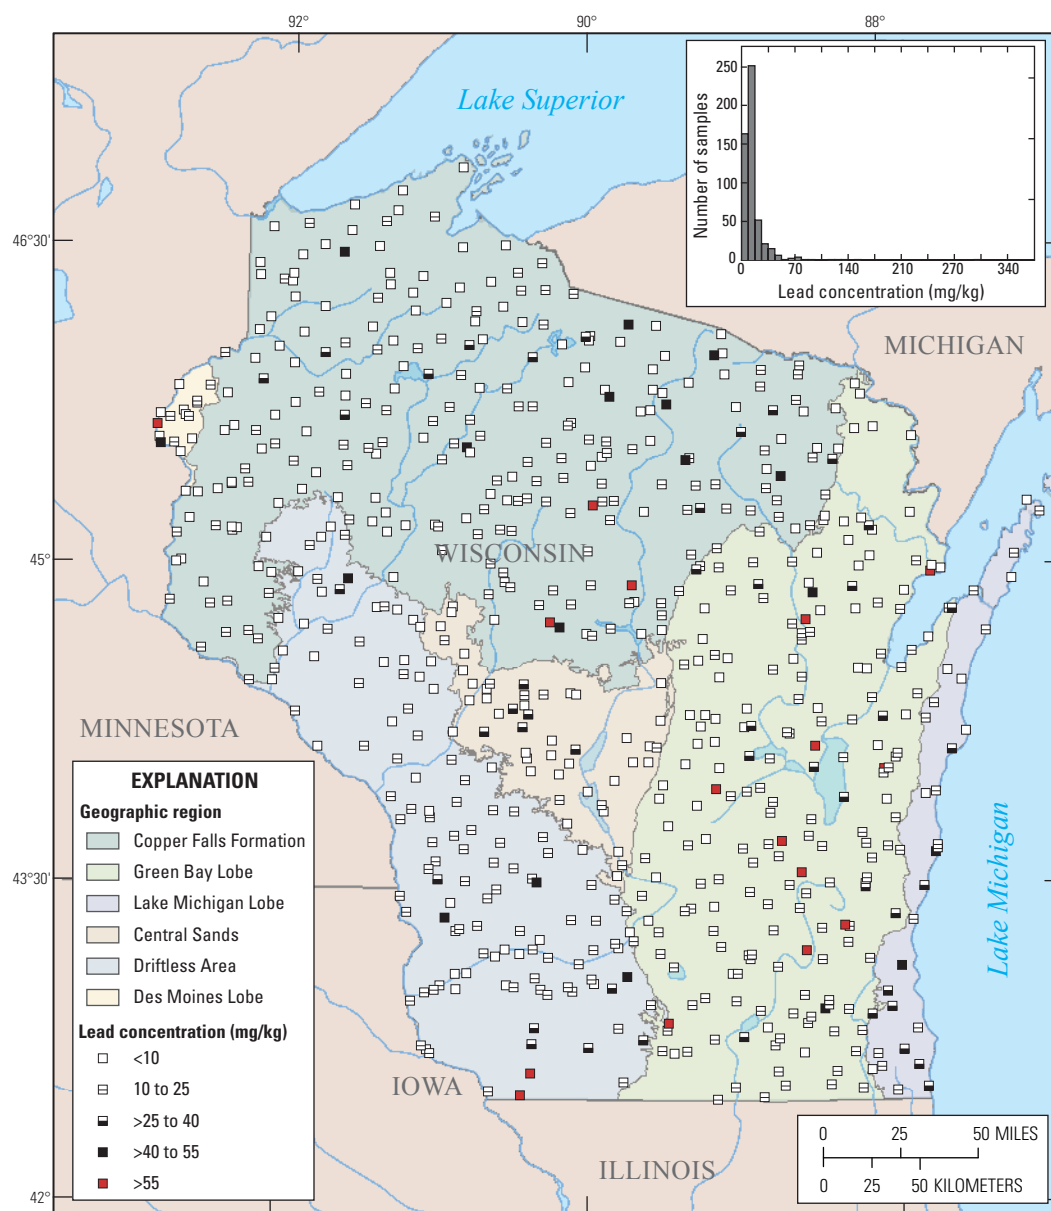 92°
90°
88°
Lake Superior
250
200
150
100
50
0
Number of samples
0
70
140
210
270
340
Lead concentration (mg/kg)
46°30'
MICHIGAN
WISCONSIN
45°
MINNESOTA
EXPLANATION
Geographic region
Copper Falls Formation
Green Bay Lobe
Lake Michigan Lobe
Central Sands
Driftless Area
Des Moines Lobe
Lead concentration (mg/kg)
<10
10 to 25
>25 to 40
>40 to 55
>55
43°30'
Lake Michigan
IOWA
ILLINOIS
0 25 50 MILES
0 25 50 KILOMETERS
42°